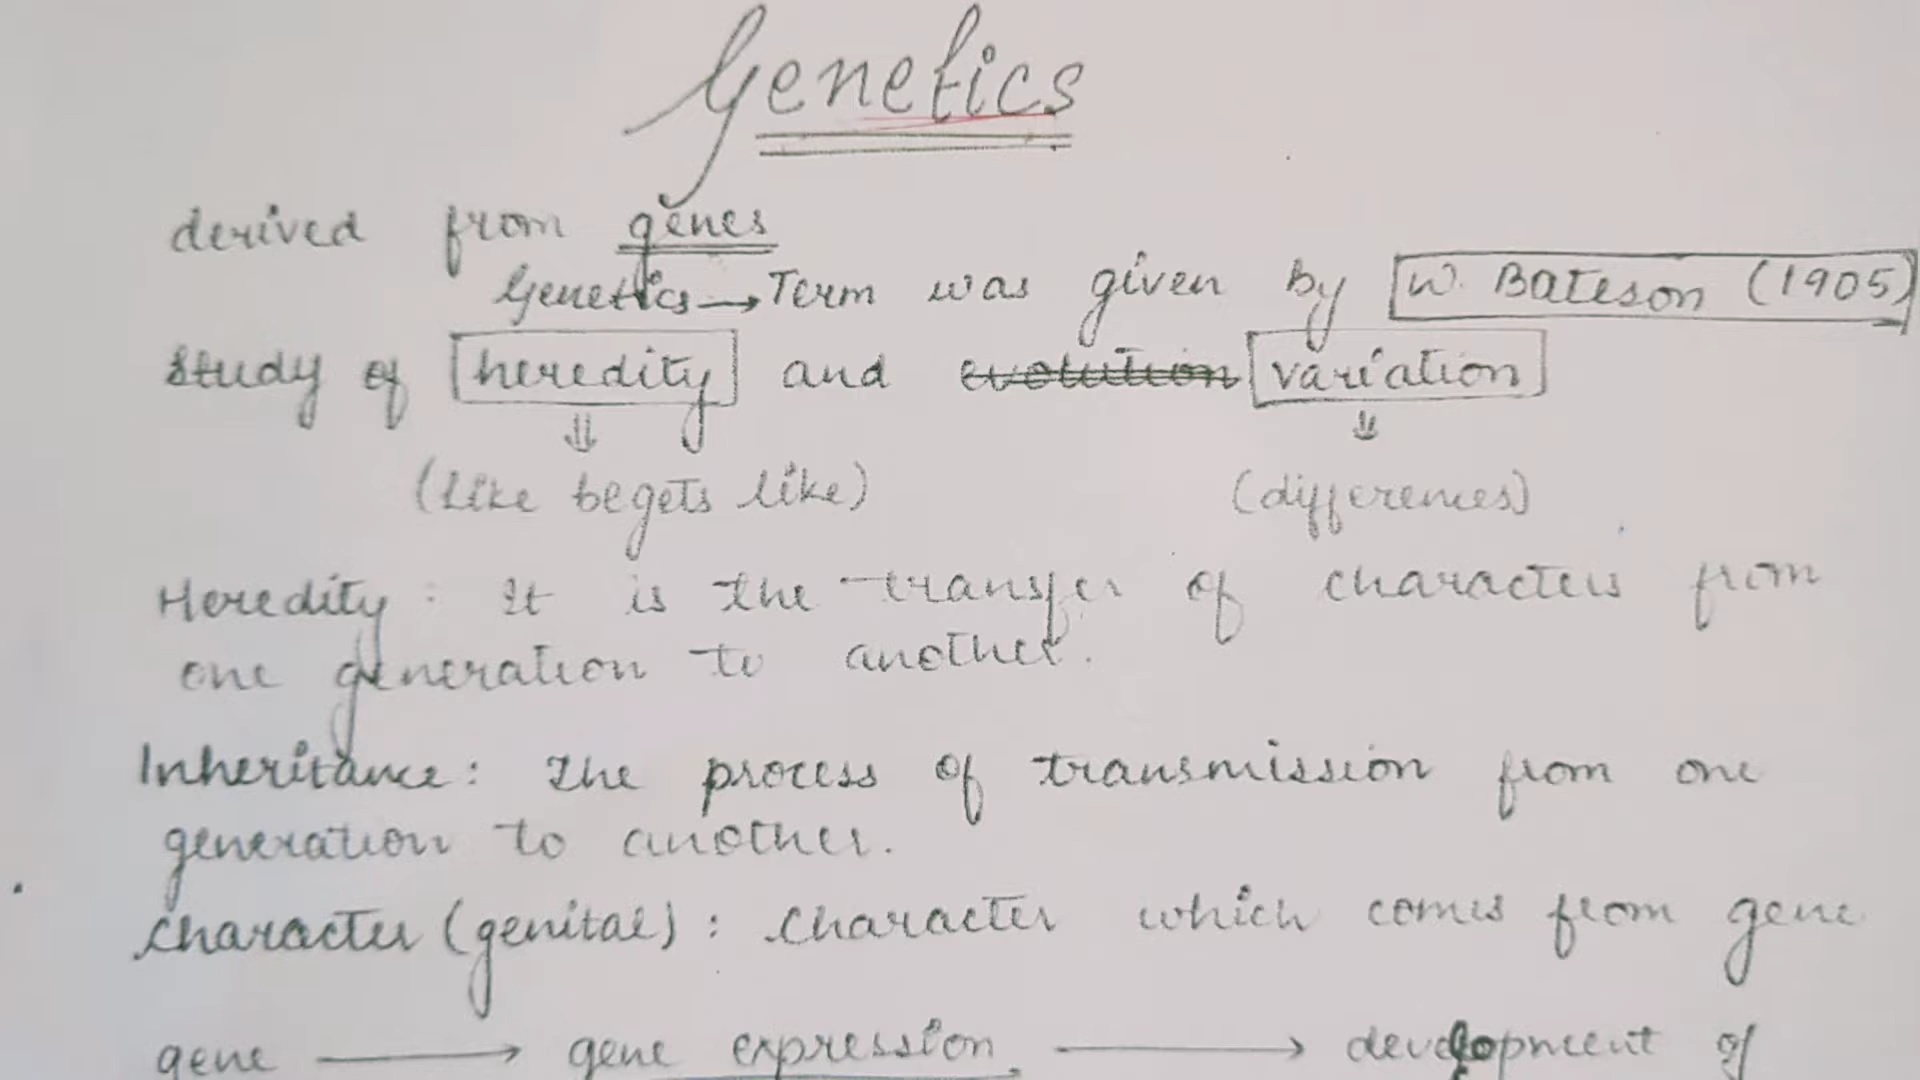 Genetics
derived from genes
Genetics → Term was given by W. Bateson (1905)
Study of heredity and evolution variation
⇓ ⇓
(Like begets like) (differences)
Heredity: It is the transfer of characters from
one generation to another.
Inheritance: The process of transmission from one
generation to another.
Character (genital): Character which comes from gene
gene → gene expression → development of